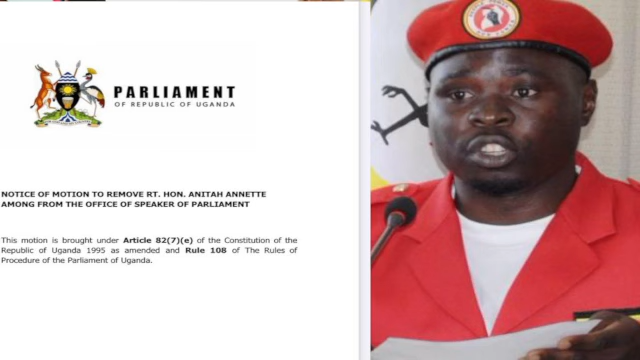 PARLIAMENT
OF REPUBLIC OF UGANDA
NOTICE OF MOTION TO REMOVE RT. HON. ANITAH ANNETTE
AMONG FROM THE OFFICE OF SPEAKER OF PARLIAMENT
This motion is brought under Article 82(7)(e) of the Constitution of the
Republic of Uganda 1995 as amended and Rule 108 of The Rules of
Procedure of the Parliament of Uganda.